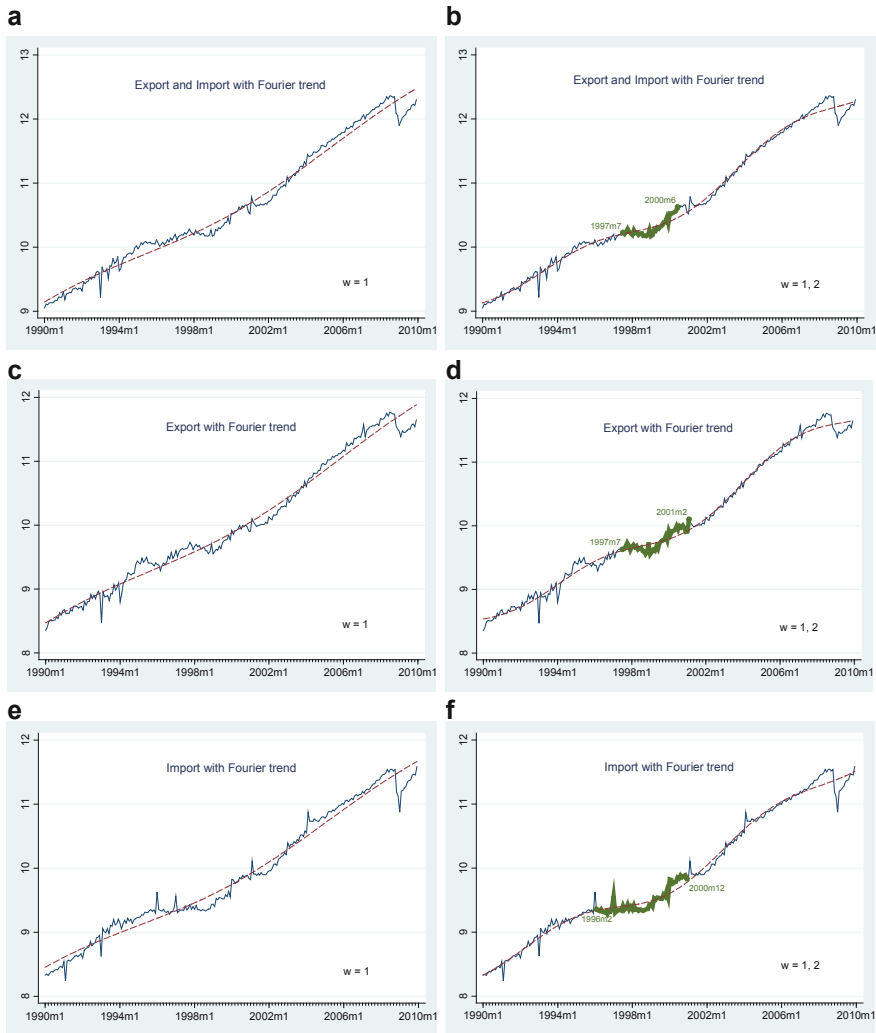 a
13
12
11
10
9
Export and Import with Fourier trend
w = 1
1990m1 1994m1 1998m1 2002m1 2006m1 2010m1
b
13
12
11
10
9
Export and Import with Fourier trend
2000m6
1997m7
w = 1, 2
1990m1 1994m1 1998m1 2002m1 2006m1 2010m1
c
12
11
10
9
8
Export with Fourier trend
w = 1
1990m1 1994m1 1998m1 2002m1 2006m1 2010m1
d
12
11
10
9
8
Export with Fourier trend
2001m2
1997m7
w = 1, 2
1990m1 1994m1 1998m1 2002m1 2006m1 2010m1
e
12
11
10
9
8
Import with Fourier trend
w = 1
1990m1 1994m1 1998m1 2002m1 2006m1 2010m1
f
12
11
10
9
8
Import with Fourier trend
2000m12
1996m2
w = 1, 2
1990m1 1994m1 1998m1 2002m1 2006m1 2010m1